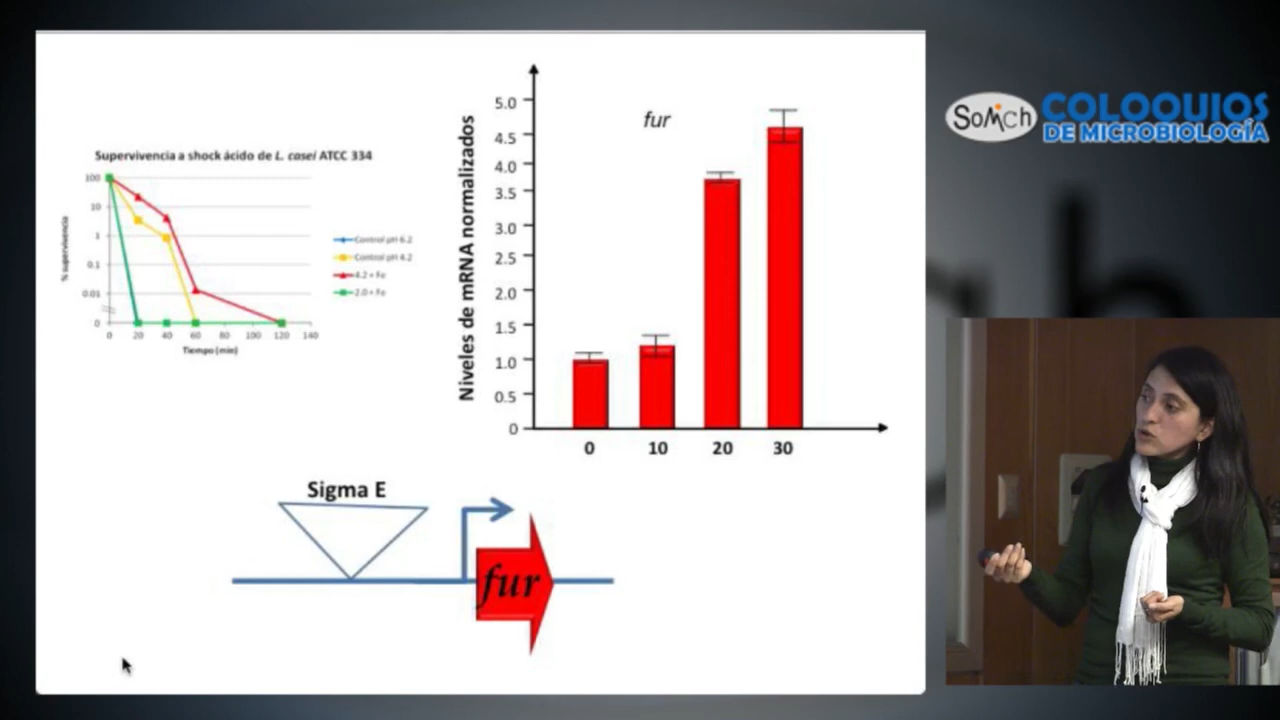 SoMich
COLOQUIOS
DE MICROBIOLOGÍA
Supervivencia a shock ácido de L. casei ATCC 334
% supervivencia
100
10
1
0.1
0.01
0
0 20 40 60 80 100 120 140
Tiempo (min)
Control pH 6.2
Control pH 4.2
4.2 + Fe
2.0 + Fe
fur
Niveles de mRNA normalizados
5.0
4.5
4.0
3.5
3.0
2.5
2.0
1.5
1.0
0.5
0
0 10 20 30
Sigma E
fur